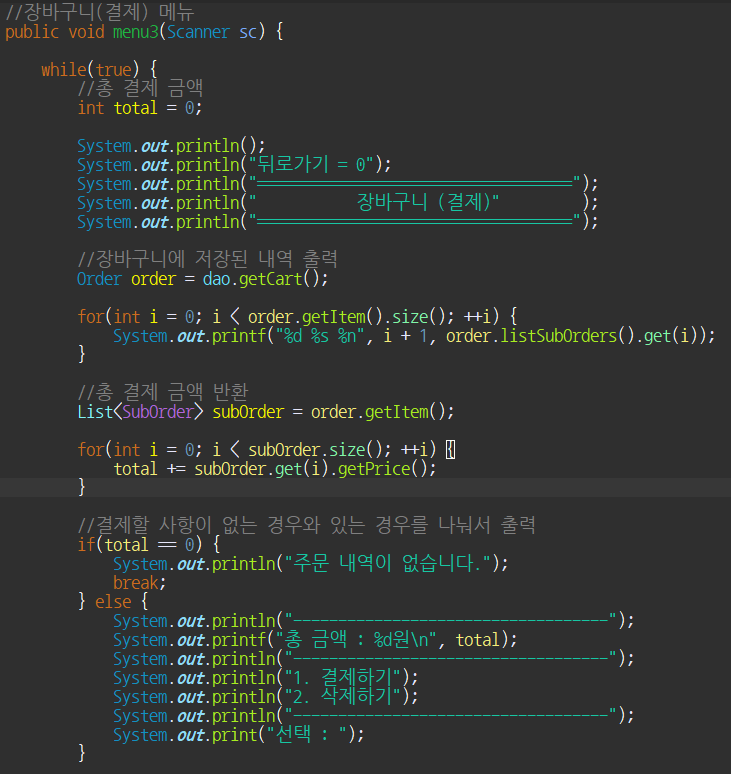 //장바구니(결제) 메뉴
public void menu3(Scanner sc) {
while(true) {
//총 결제 금액
int total = 0;
System.out.println();
System.out.println("뒤로가기 = 0");
System.out.println("===================================");
System.out.println("           장바구니 (결제)"         );
System.out.println("===================================");
//장바구니에 저장된 내역 출력
Order order = dao.getCart();
for(int i = 0; i < order.getItem().size(); ++i) {
System.out.printf("%d %s %n", i + 1, order.listSubOrders().get(i));
}
//총 결제 금액 반환
List<SubOrder> subOrder = order.getItem();
for(int i = 0; i < subOrder.size(); ++i) {
total += subOrder.get(i).getPrice();
}
//결제할 사항이 없는 경우와 있는 경우를 나눠서 출력
if(total == 0) {
System.out.println("주문 내역이 없습니다.");
break;
} else {
System.out.println("-----------------------------------");
System.out.printf("총 금액 : %d원\n", total);
System.out.println("-----------------------------------");
System.out.println("1. 결제하기");
System.out.println("2. 삭제하기");
System.out.println("-----------------------------------");
System.out.print("선택 : ");
}